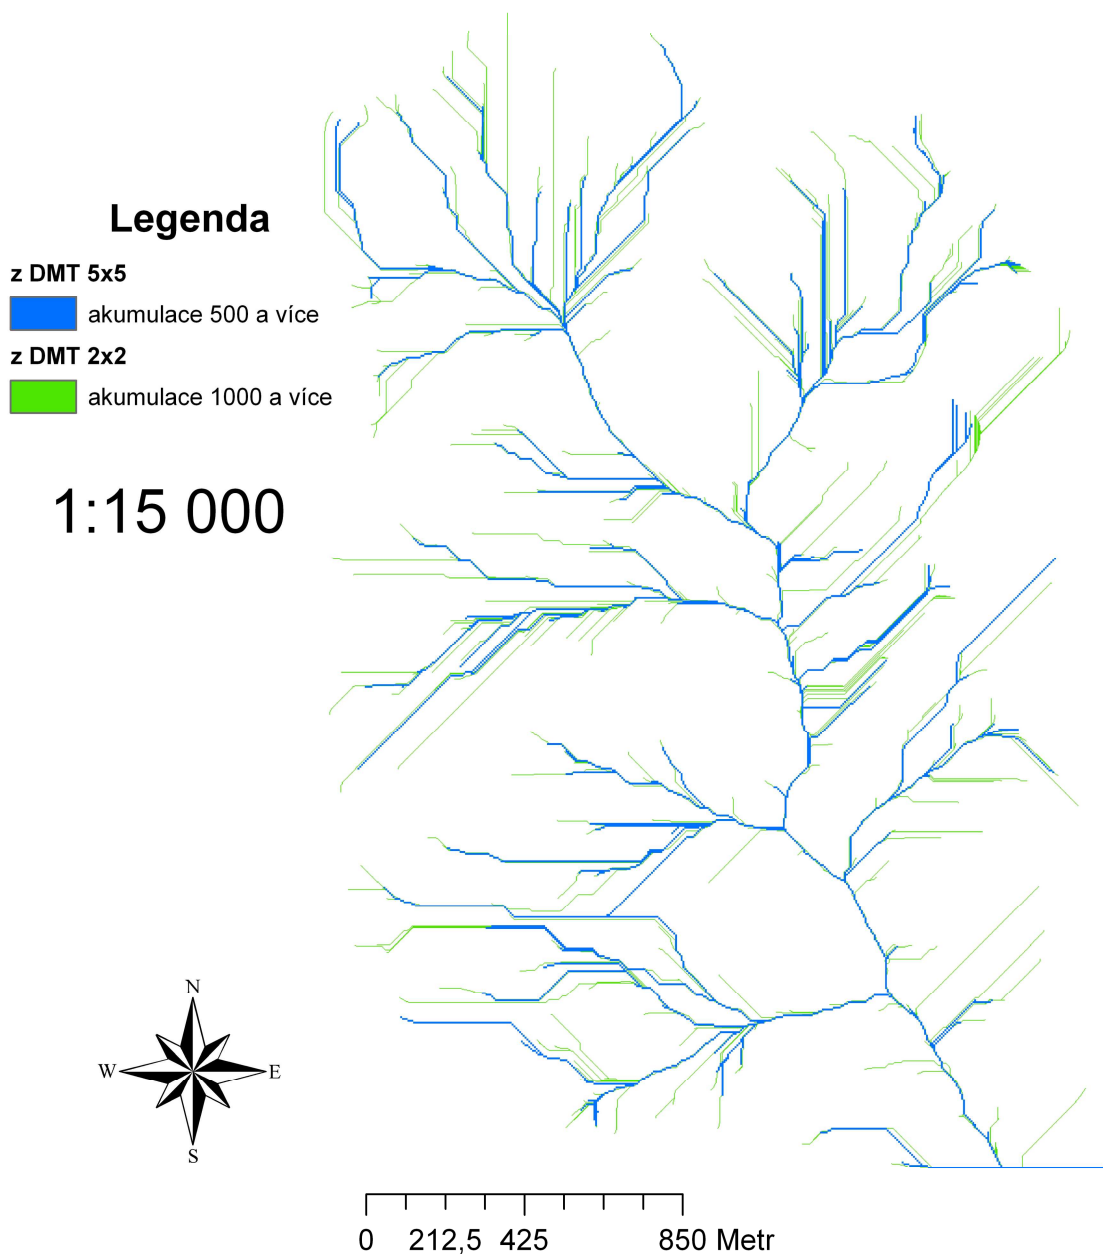 Legenda
z DMT 5x5
akumulace 500 a více
z DMT 2x2
akumulace 1000 a více
1:15 000
N
W E
S
0 212,5 425 850 Metr